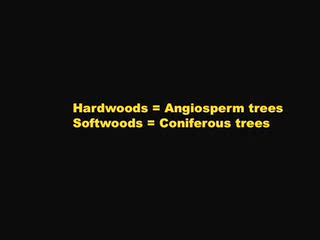 Hardwoods = Angiosperm trees
Softwoods = Coniferous trees